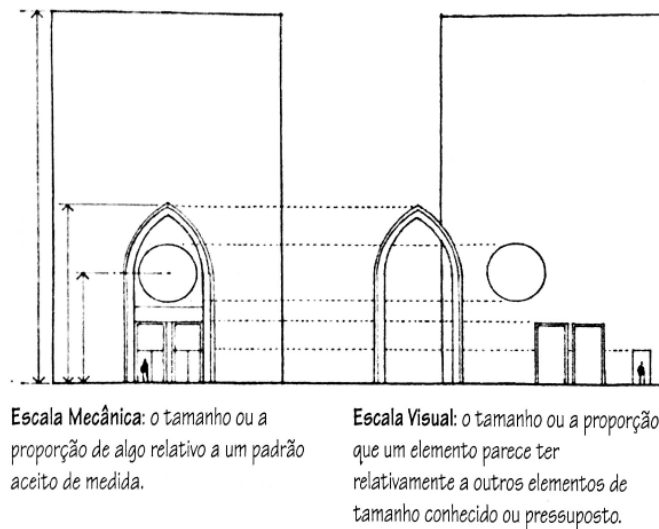 Escala Mecânica: o tamanho ou a
proporção de algo relativo a um padrão
aceito de medida.
Escala Visual: o tamanho ou a proporção
que um elemento parece ter
relativamente a outros elementos de
tamanho conhecido ou pressuposto.